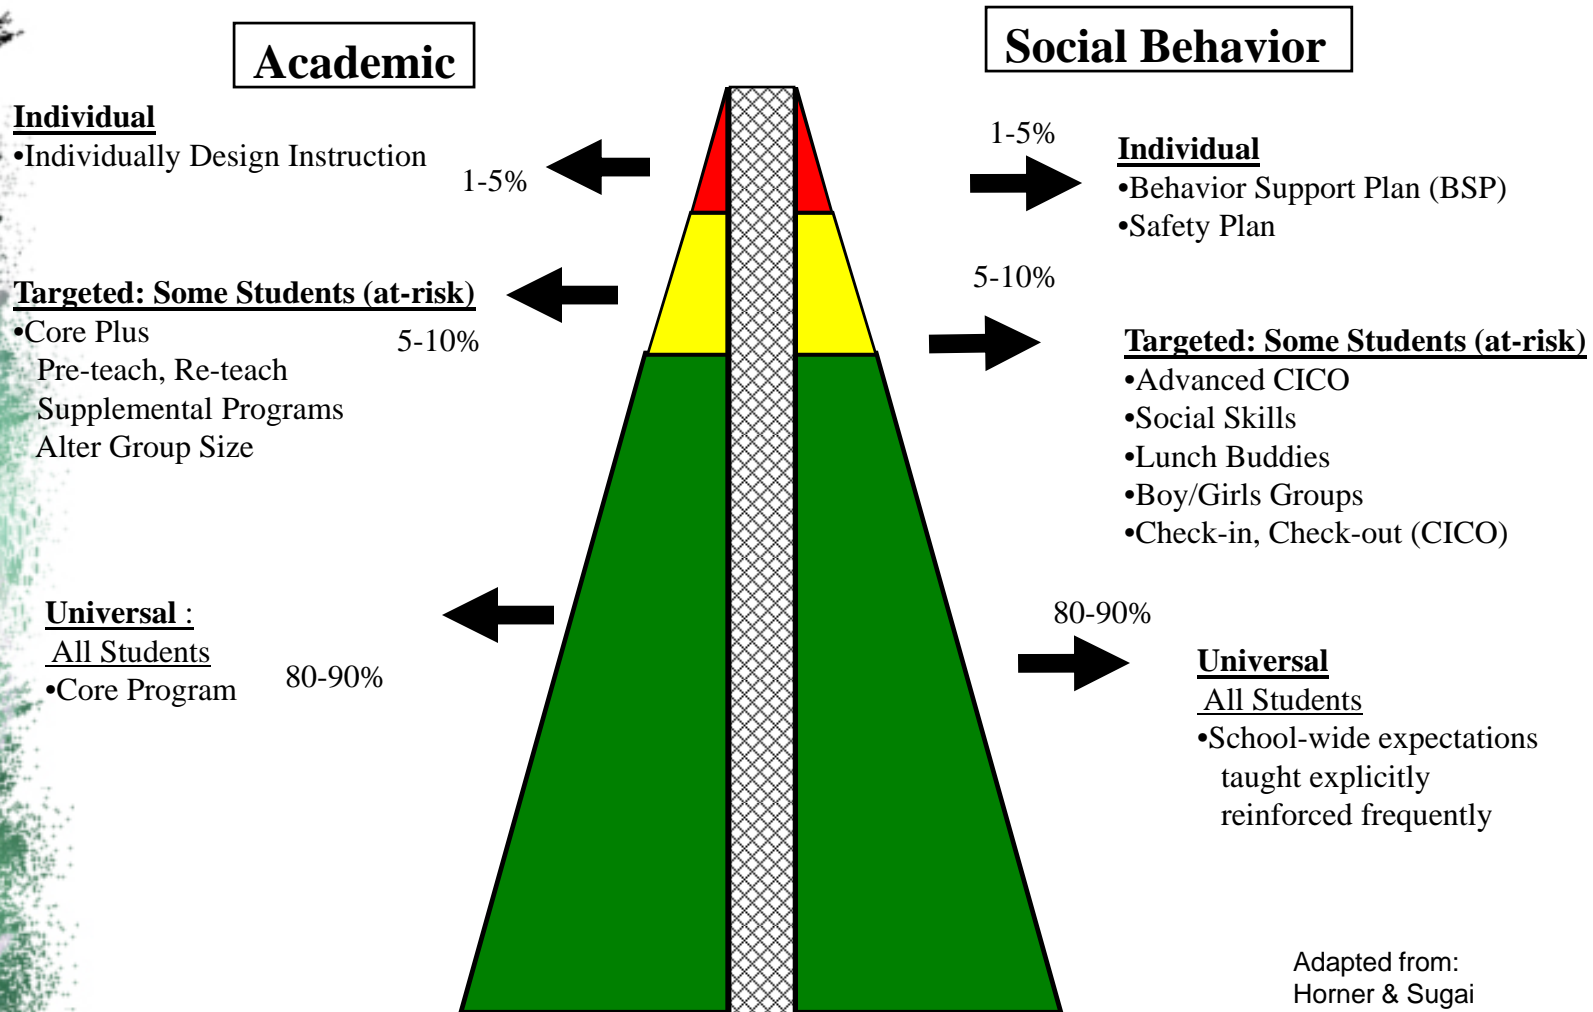 Academic
Individual
•Individually Design Instruction
1-5%
Targeted: Some Students (at-risk)
•Core Plus
5-10%
Pre-teach, Re-teach
Supplemental Programs
Alter Group Size
Universal :
All Students
•Core Program
80-90%
Social Behavior
1-5%
Individual
•Behavior Support Plan (BSP)
•Safety Plan
5-10%
Targeted: Some Students (at-risk)
•Advanced CICO
•Social Skills
•Lunch Buddies
•Boy/Girls Groups
•Check-in, Check-out (CICO)
80-90%
Universal
All Students
•School-wide expectations
taught explicitly
reinforced frequently
Adapted from:
Horner & Sugai